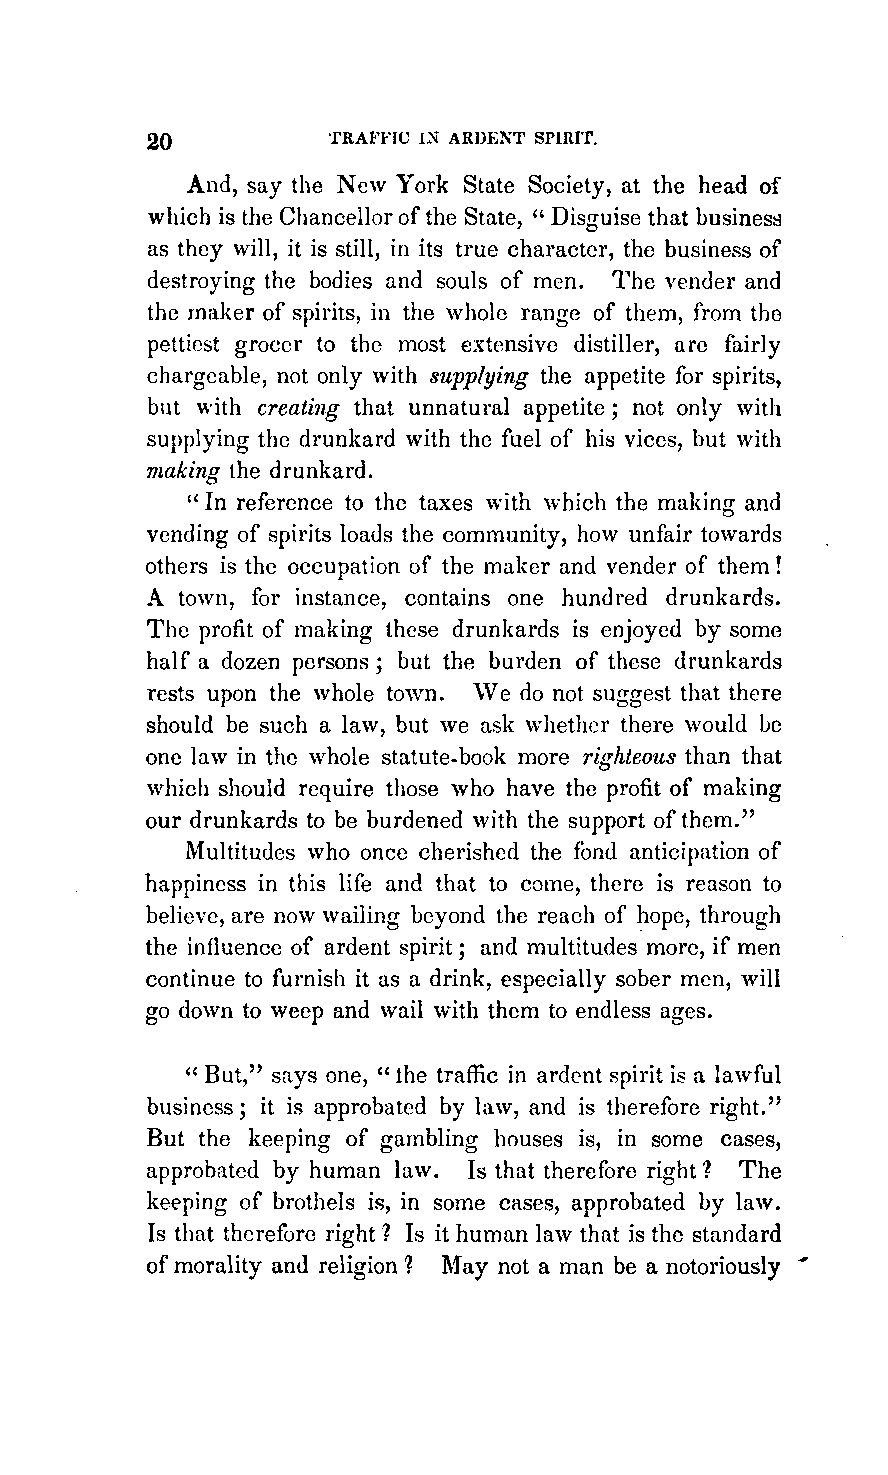 20 TRAFFIC IN ARDENT SPIRIT.
And, say the New York State Society, at the head of
which is the Chancellor of the State, “Disguise that business
as they will, it is still, in its true character, the business of
destroying the bodies and souls of men. The vender and
the maker of spirits, in the whole range of them, from the
pettiest grocer to the most extensive distiller, are fairly
chargeable, not only with supplying the appetite for spirits,
but with creating that unnatural appetite; not only with
supplying the drunkard with the fuel of his vices, but with
making the drunkard.
“In reference to the taxes with which the making and
vending of spirits loads the community, how unfair towards
others is the occupation of the maker and vender of them!
A town, for instance, contains one hundred drunkards.
The profit of making these drunkards is enjoyed by some
half a dozen persons; but the burden of these drunkards
rests upon the whole town. We do not suggest that there
should be such a law, but we ask whether there would be
one law in the whole statute-book more righteous than that
which should require those who have the profit of making
our drunkards to be burdened with the support of them.”
Multitudes who once cherished the fond anticipation of
happiness in this life and that to come, there is reason to
believe, are now wailing beyond the reach of hope, through
the influence of ardent spirit; and multitudes more, if men
continue to furnish it as a drink, especially sober men, will
go down to weep and wail with them to endless ages.
“But,” says one, “the traffic in ardent spirit is a lawful
business; it is approbated by law, and is therefore right.”
But the keeping of gambling houses is, in some cases,
approbated by human law. Is that therefore right? The
keeping of brothels is, in some cases, approbated by law.
Is that therefore right? Is it human law that is the standard
of morality and religion? May not a man be a notoriously